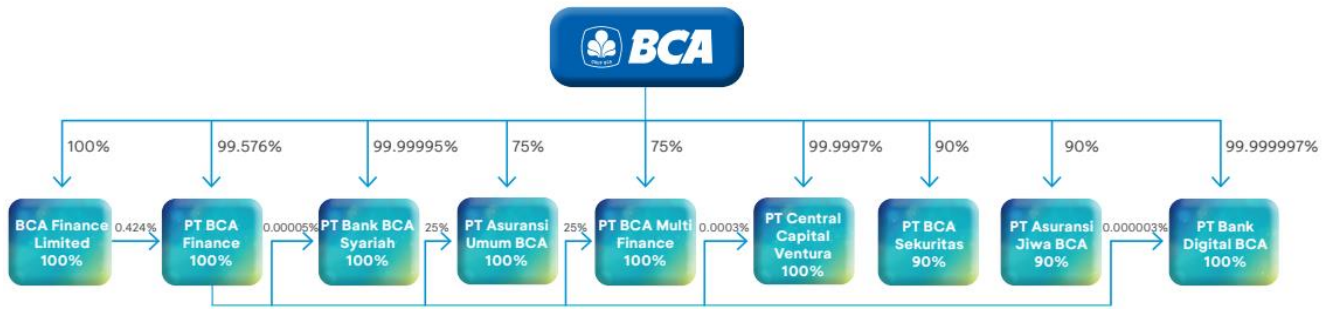 BCA
100%
99.576%
99.99995%
75%
75%
99.9997%
90%
90%
99.999997%
BCA Finance
Limited
100%
0.424%
PT BCA
Finance
100%
0.00005%
PT Bank BCA
Syariah
100%
25%
PT Asuransi
Umum BCA
100%
25%
PT BCA Multi
Finance
100%
0.0003%
PT Central
Capital
Ventura
100%
PT BCA
Sekuritas
90%
PT Asuransi
Jiwa BCA
90%
0.000003%
PT Bank
Digital BCA
100%